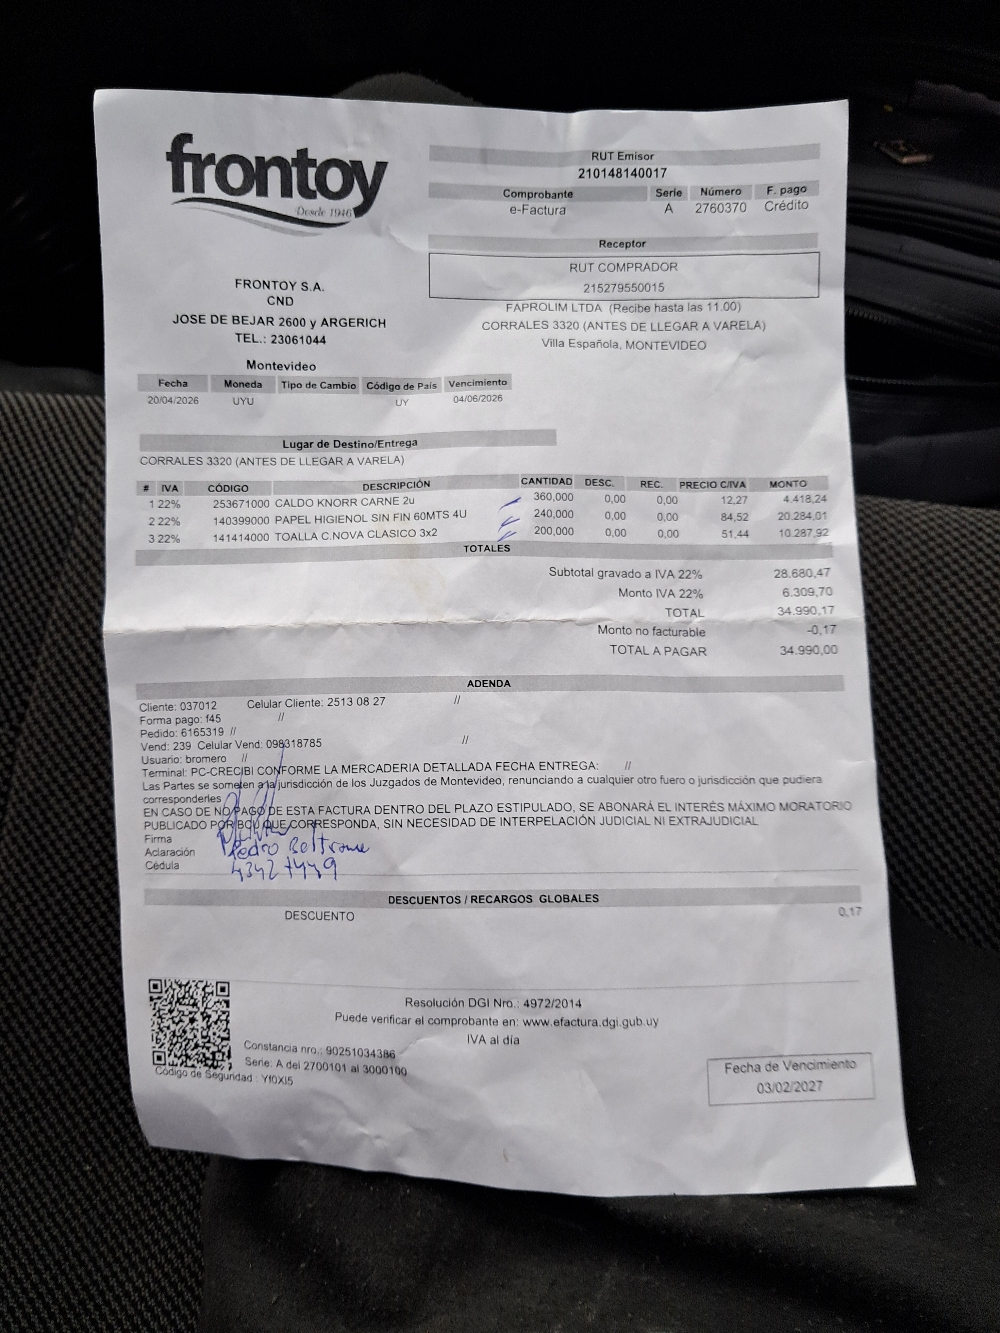 frontoy
Desde 1946
RUT Emisor
210148140017
Comprobante Serie Número F. pago
e-Factura A 2760370 Crédito
Receptor
RUT COMPRADOR
215279550015
FAPROLIM LTDA (Recibe hasta las 11.00)
CORRALES 3320 (ANTES DE LLEGAR A VARELA)
Villa Española, MONTEVIDEO
FRONTOY S.A.
CND
JOSE DE BEJAR 2600 y ARGERICH
TEL.: 23061044
Montevideo
Fecha Moneda Tipo de Cambio Código de País Vencimiento
20/04/2026 UYU UY 04/06/2026
Lugar de Destino/Entrega
CORRALES 3320 (ANTES DE LLEGAR A VARELA)
# IVA CÓDIGO DESCRIPCIÓN CANTIDAD DESC. REC. PRECIO C/IVA MONTO
1 22% 253671000 CALDO KNORR CARNE 2u 360,000 0,00 0,00 12,27 4.418,24
2 22% 140399000 PAPEL HIGIENOL SIN FIN 60MTS 4U 240,000 0,00 0,00 84,52 20.284,01
3 22% 141414000 TOALLA C.NOVA CLASICO 3x2 200,000 0,00 0,00 51,44 10.287,92
TOTALES
Subtotal gravado a IVA 22% 28.680,47
Monto IVA 22% 6.309,70
TOTAL 34.990,17
Monto no facturable -0,17
TOTAL A PAGAR 34.990,00
ADENDA
Cliente: 037012 Celular Cliente: 2513 08 27 //
Forma pago: f45 //
Pedido: 6165319 //
Vend: 239 Celular Vend: 098318785 //
Usuario: bromero //
Terminal: PC-CRECIBI CONFORME LA MERCADERIA DETALLADA FECHA ENTREGA: //
Las Partes se someten a la jurisdicción de los Juzgados de Montevideo, renunciando a cualquier otro fuero o jurisdicción que pudiera
corresponderles
EN CASO DE NO PAGO DE ESTA FACTURA DENTRO DEL PLAZO ESTIPULADO, SE ABONARÁ EL INTERÉS MÁXIMO MORATORIO
PUBLICADO POR BCU QUE CORRESPONDA, SIN NECESIDAD DE INTERPELACIÓN JUDICIAL NI EXTRAJUDICIAL
Firma
Aclaración Pedro Beltrame
Cédula
DESCUENTOS / RECARGOS GLOBALES
DESCUENTO 0,17
Resolución DGI Nro.: 4972/2014
Puede verificar el comprobante en: www.efactura.dgi.gub.uy
IVA al día
Constancia nro.: 90251034386
Serie: A del 2700101 al 3000100
Código de Seguridad : Yf0XI5
Fecha de Vencimiento
03/02/2027